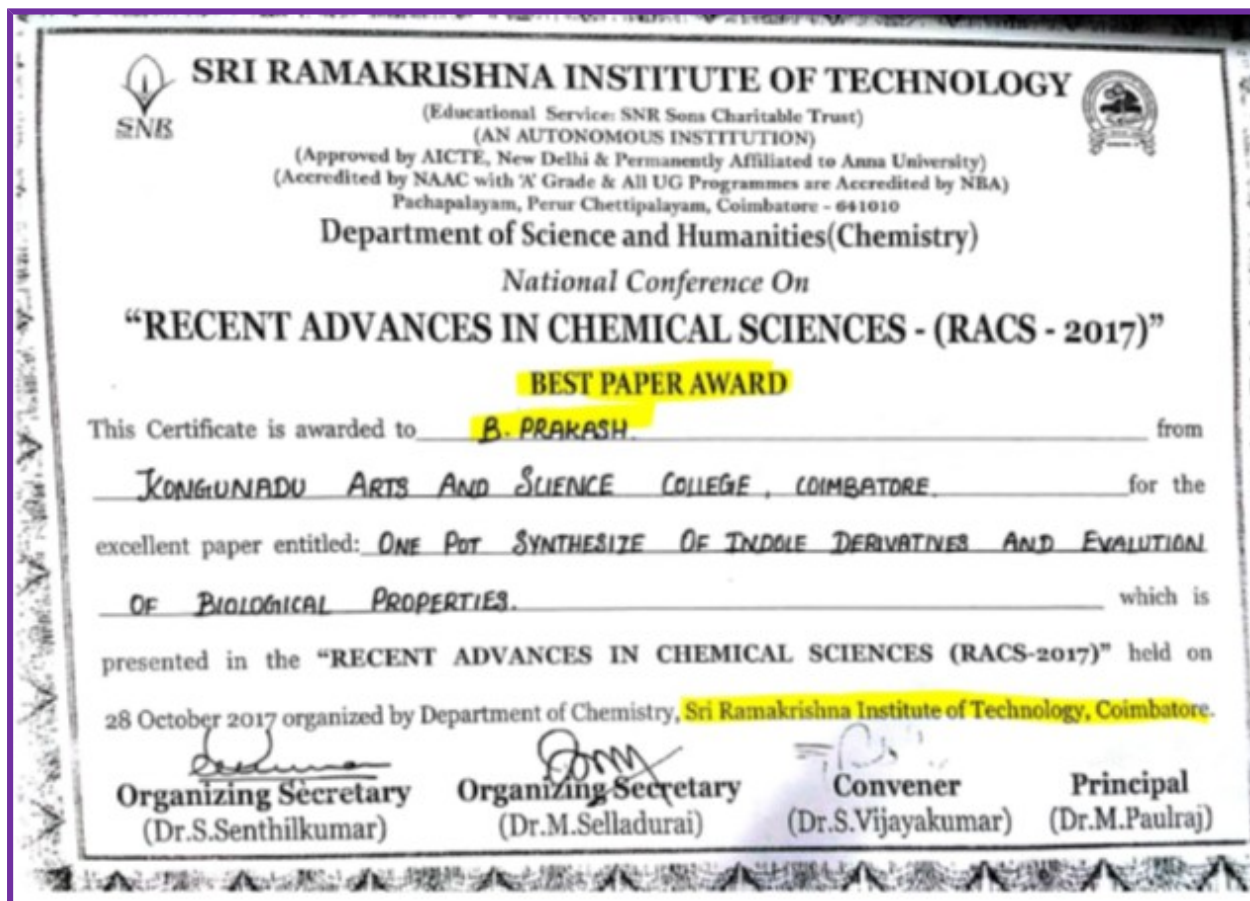 SRI RAMAKRISHNA INSTITUTE OF TECHNOLOGY
SNR
(Educational Service: SNR Sons Charitable Trust)
(AN AUTONOMOUS INSTITUTION)
(Approved by AICTE, New Delhi & Permanently Affiliated to Anna University)
(Accredited by NAAC with 'A' Grade & All UG Programmes are Accredited by NBA)
Pachapalayam, Perur Chettipalayam, Coimbatore - 641010
Department of Science and Humanities(Chemistry)
National Conference On
“RECENT ADVANCES IN CHEMICAL SCIENCES - (RACS - 2017)”
BEST PAPER AWARD
This Certificate is awarded to B. PRAKASH. from
KONGUNADU ARTS AND SCIENCE COLLEGE, COIMBATORE. for the
excellent paper entitled: ONE POT SYNTHESIZE OF INDOLE DERIVATIVES AND EVALUTION
OF BIOLOGICAL PROPERTIES. which is
presented in the “RECENT ADVANCES IN CHEMICAL SCIENCES (RACS-2017)” held on
28 October 2017 organized by Department of Chemistry, Sri Ramakrishna Institute of Technology, Coimbatore.
Organizing Secretary Organizing Secretary Convener Principal
(Dr.S.Senthilkumar) (Dr.M.Selladurai) (Dr.S.Vijayakumar) (Dr.M.Paulraj)